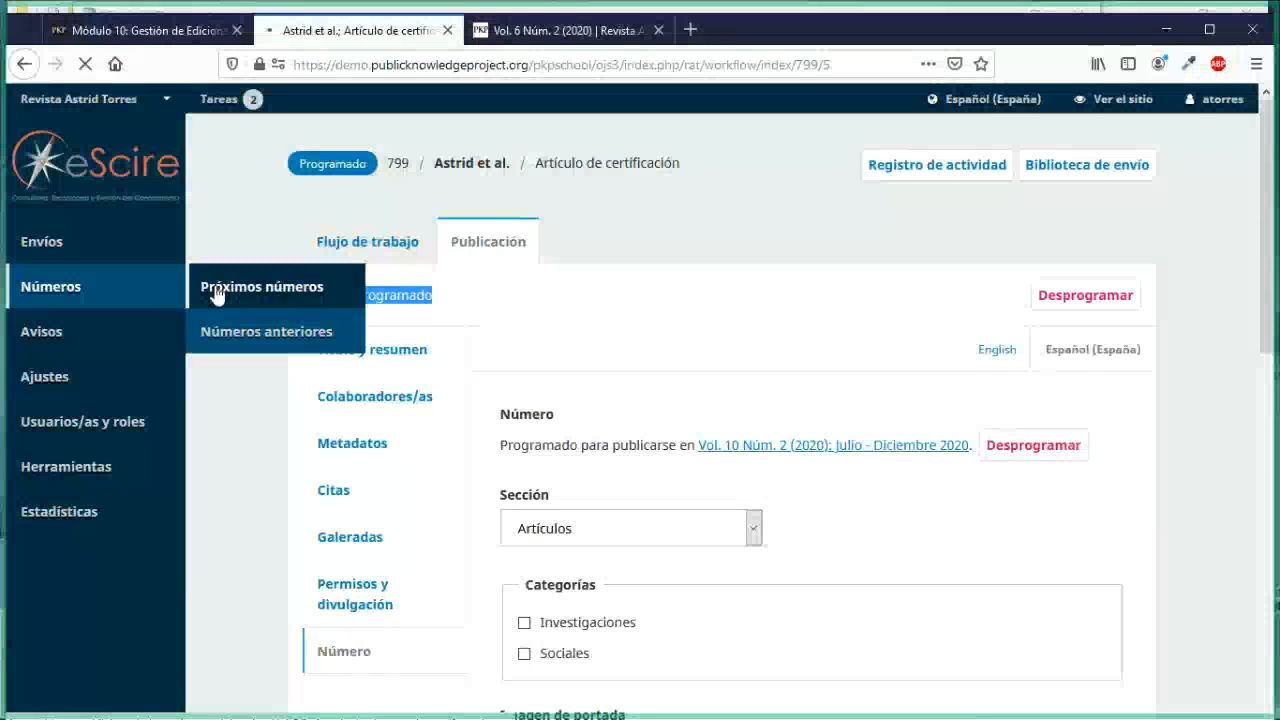 Módulo 10: Gestión de Edicion
Astrid et al.; Artículo de certific
Vol. 6 Núm. 2 (2020) | Revista A
https://demo.publicknowledgeproject.org/pkpschool/ojs3/index.php/rat/workflow/index/799/5
ABP
Revista Astrid Torres
Tareas 2
Español (España)
Ver el sitio
atorres
eScire
Programado 799 / Astrid et al. / Artículo de certificación
Registro de actividad
Biblioteca de envío
Envíos
Flujo de trabajo
Publicación
Números
Próximos números
rogramado
Desprogramar
Avisos
Números anteriores
y resumen
English
Español (España)
Ajustes
Colaboradores/as
Número
Usuarios/as y roles
Metadatos
Programado para publicarse en Vol. 10 Núm. 2 (2020): Julio - Diciembre 2020. Desprogramar
Herramientas
Citas
Sección
Estadísticas
Artículos
Galeradas
Permisos y
divulgación
Categorías
Investigaciones
Número
Sociales
Imagen de portada